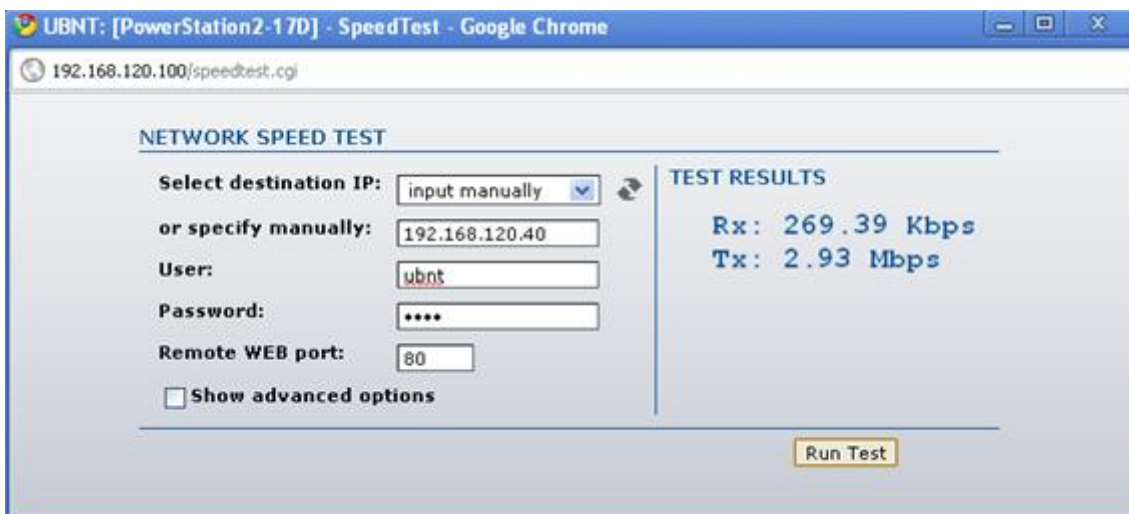 UBNT: [PowerStation2-17D] - SpeedTest - Google Chrome
192.168.120.100/speedtest.cgi
NETWORK SPEED TEST
Select destination IP: input manually
or specify manually: 192.168.120.40
User: ubnt
Password: ••••
Remote WEB port: 80
Show advanced options
TEST RESULTS
Rx: 269.39 Kbps
Tx: 2.93 Mbps
Run Test